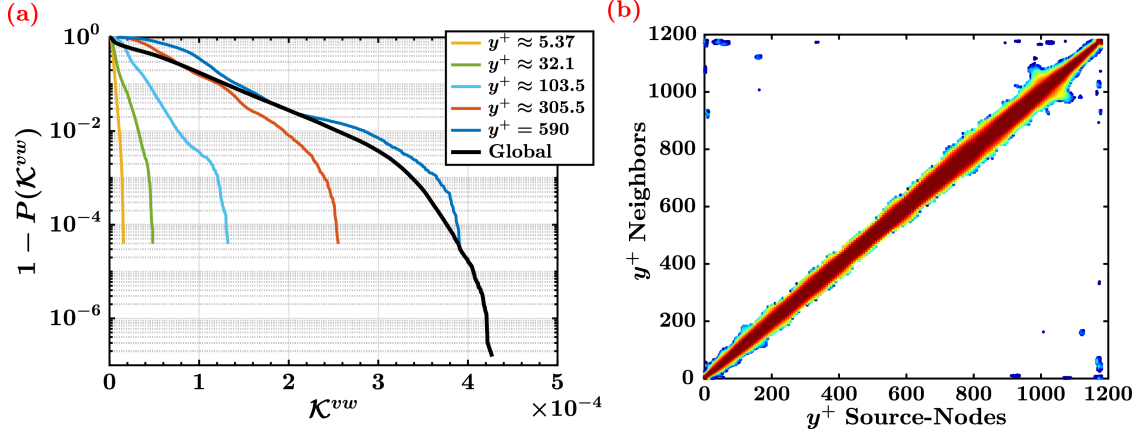 (a)
10^0
10^-2
10^-4
10^-6
1 − P(𝒦^vw)
0 1 2 3 4 5
×10^-4
𝒦^vw
y^+ ≈ 5.37
y^+ ≈ 32.1
y^+ ≈ 103.5
y^+ ≈ 305.5
y^+ = 590
Global
(b)
1200
1000
800
600
400
200
0
y^+ Neighbors
0 200 400 600 800 1000 1200
y^+ Source-Nodes